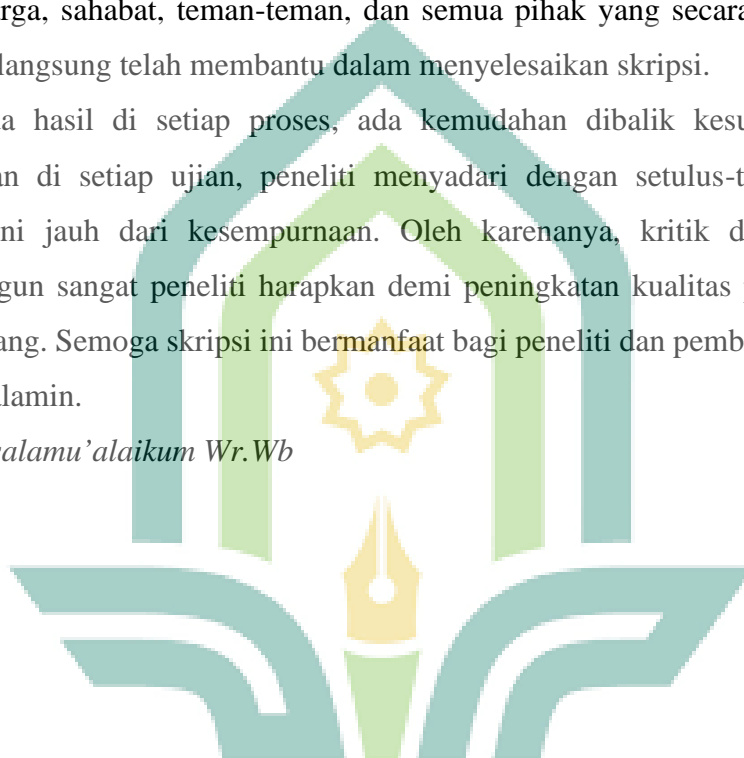 rga, sahabat, teman-teman, dan semua pihak yang secara
langsung telah membantu dalam menyelesaikan skripsi.
a hasil di setiap proses, ada kemudahan dibalik kesu
an di setiap ujian, peneliti menyadari dengan setulus-t
ni jauh dari kesempurnaan. Oleh karenanya, kritik d
gun sangat peneliti harapkan demi peningkatan kualitas
ang. Semoga skripsi ini bermanfaat bagi peneliti dan pemb
alamin.
alamu’alaikum Wr.Wb